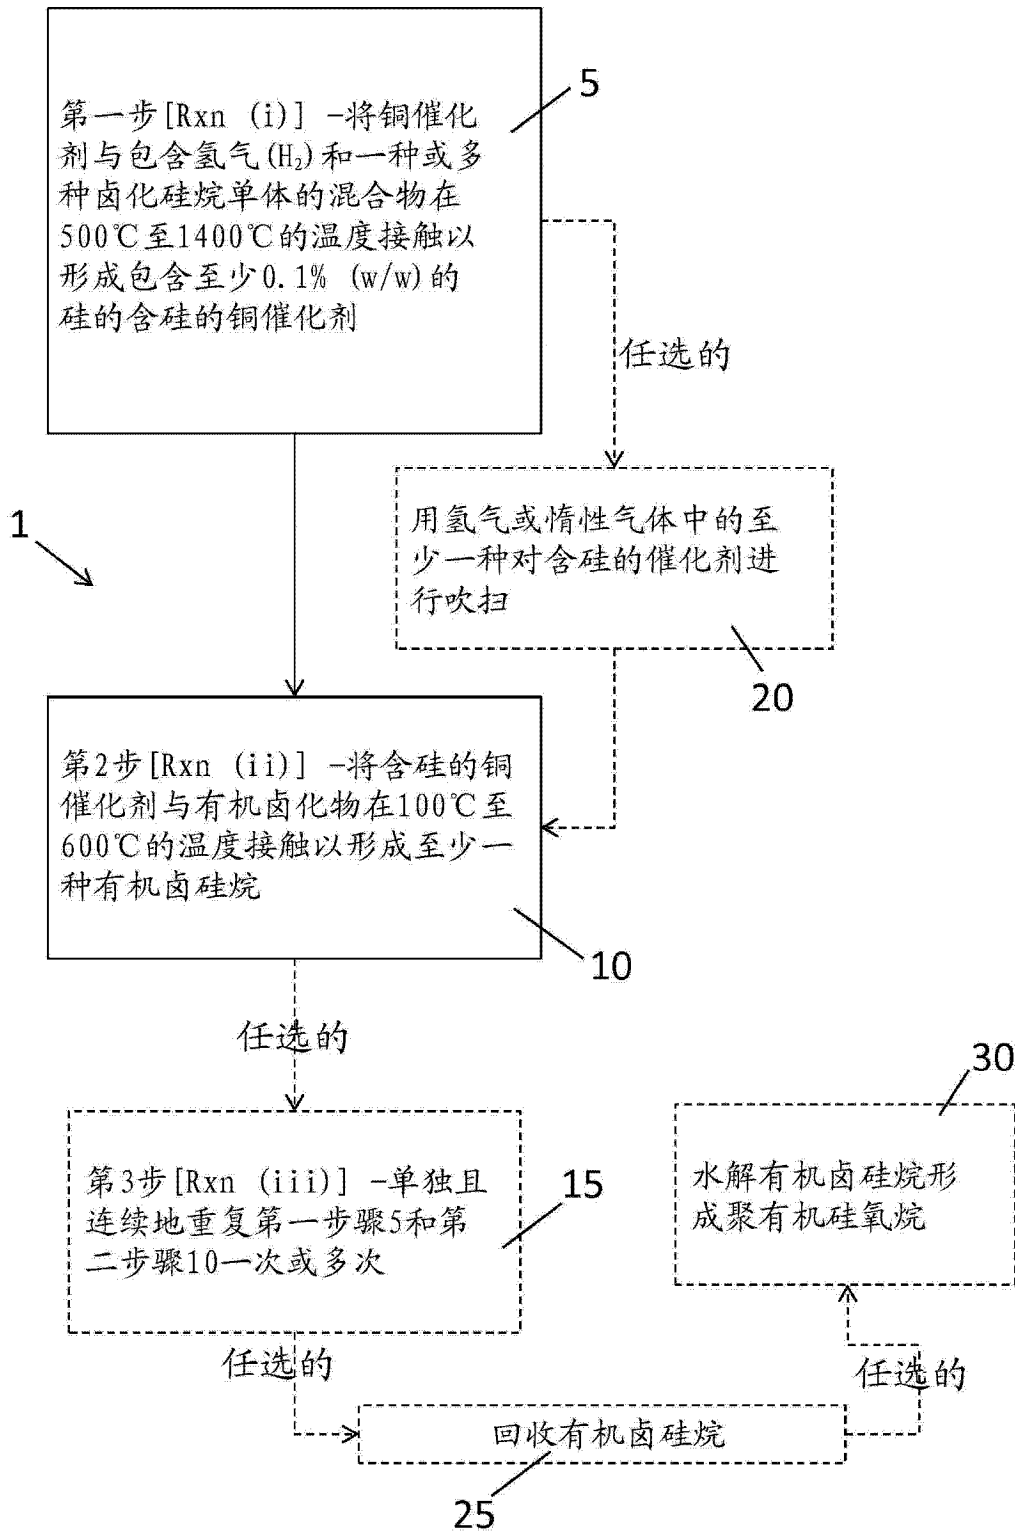 5
第一步[Rxn (i)] -将铜催化
剂与包含氢气(H₂)和一种或多
种卤化硅烷单体的混合物在
500℃至1400℃的温度接触以
形成包含至少0.1% (w/w)的
硅的含硅的铜催化剂
任选的
1
用氢气或惰性气体中的至
少一种对含硅的催化剂进
行吹扫
20
第2步[Rxn (ii)] -将含硅的铜
催化剂与有机卤化物在100℃至
600℃的温度接触以形成至少一
种有机卤硅烷
10
任选的
30
第3步[Rxn (iii)] -单独且
连续地重复第一步骤5和第
二步骤10一次或多次
15
水解有机卤硅烷形
成聚有机硅氧烷
任选的
任选的
回收有机卤硅烷
25